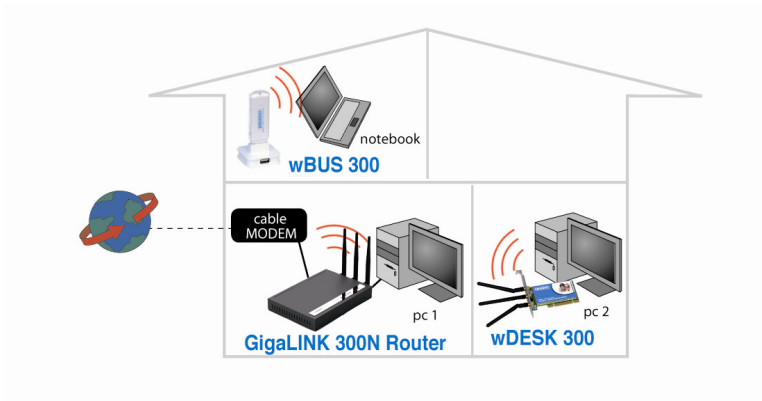 notebook
wBUS 300
cable
MODEM
pc 1
GigaLINK 300N Router
pc 2
wDESK 300